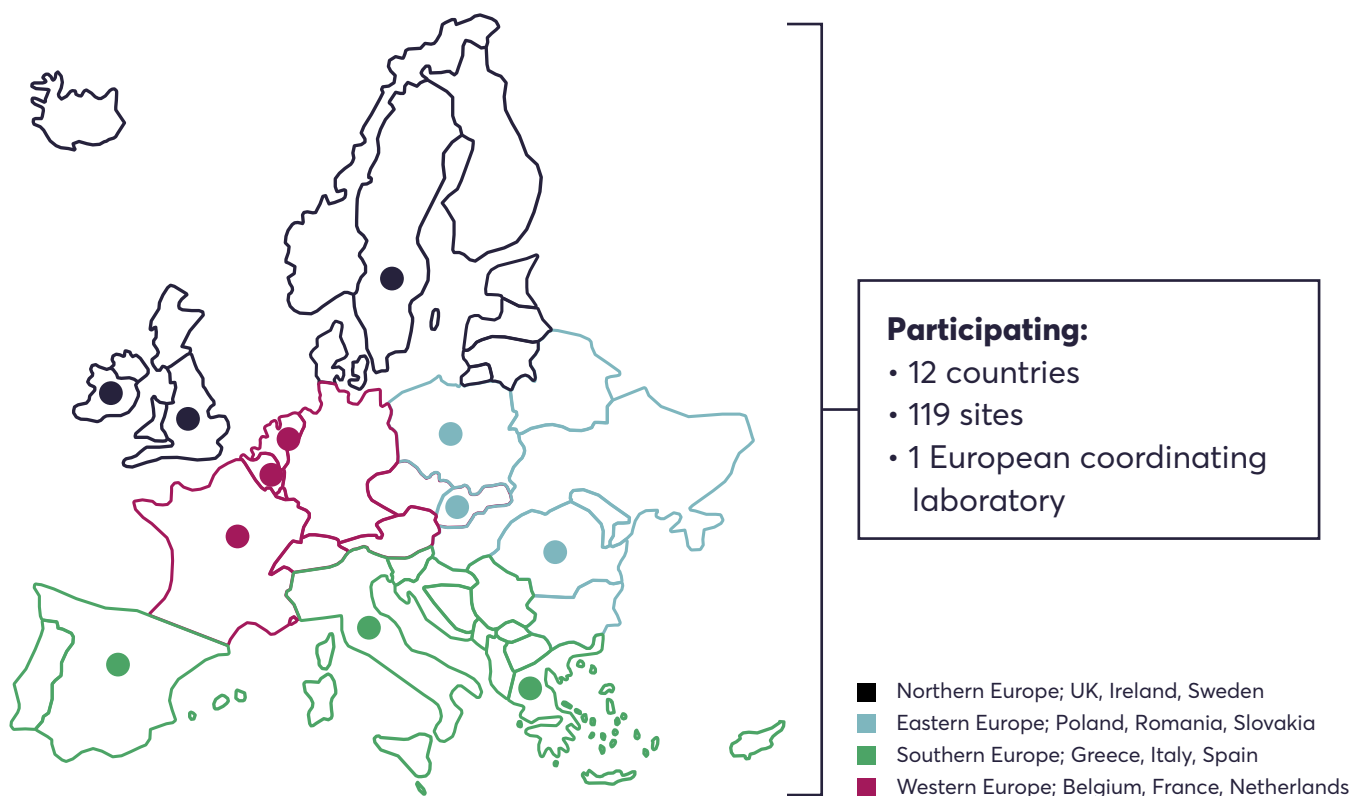 Participating:
• 12 countries
• 119 sites
• 1 European coordinating
laboratory
Northern Europe; UK, Ireland, Sweden
Eastern Europe; Poland, Romania, Slovakia
Southern Europe; Greece, Italy, Spain
Western Europe; Belgium, France, Netherlands